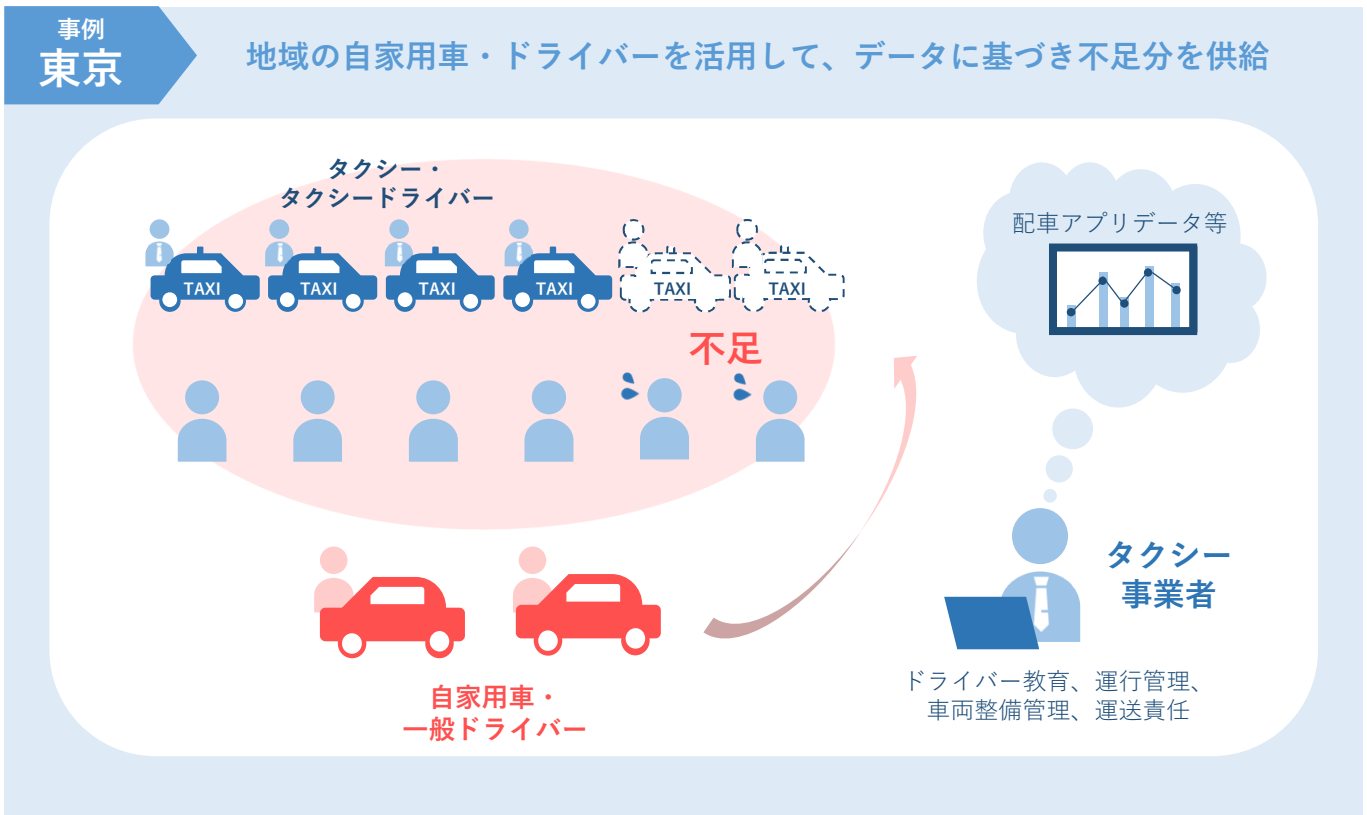 事例
東京
地域の自家用車・ドライバーを活用して、データに基づき不足分を供給
タクシー・
タクシードライバー
TAXI
TAXI
TAXI
TAXI
TAXI
TAXI
不足
自家用車・
一般ドライバー
配車アプリデータ等
タクシー
事業者
ドライバー教育、運行管理、
車両整備管理、運送責任